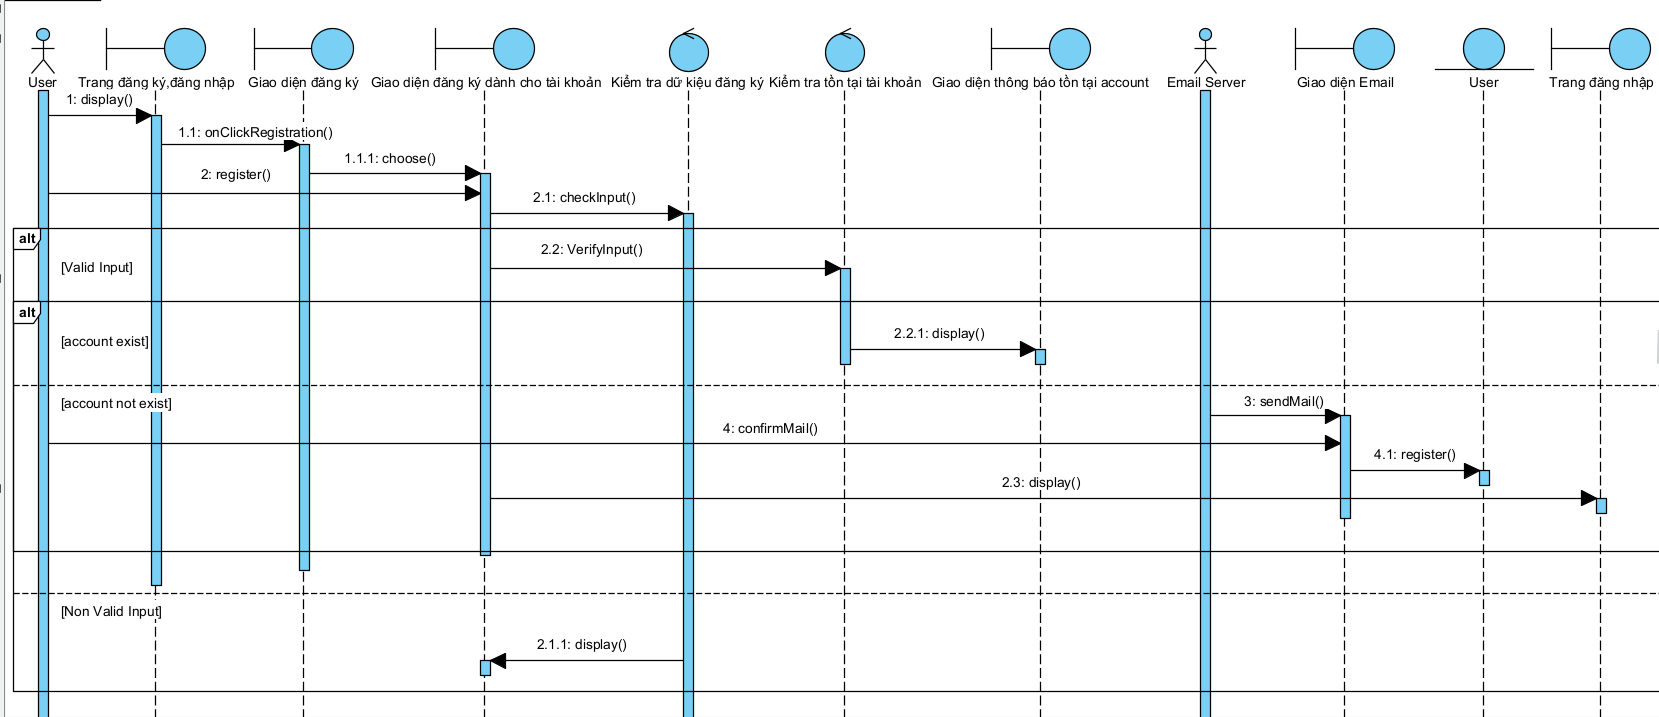 User
Trang đăng ký,đăng nhập
Giao diện đăng ký
Giao diện đăng ký dành cho tài khoản
Kiểm tra dữ kiệu đăng ký
Kiểm tra tồn tại tài khoản
Giao diện thông báo tồn tại account
Email Server
Giao diện Email
User
Trang đăng nhập
1: display()
1.1: onClickRegistration()
1.1.1: choose()
2: register()
2.1: checkInput()
alt
2.2: VerifyInput()
[Valid Input]
alt
2.2.1: display()
[account exist]
[account not exist]
3: sendMail()
4: confirmMail()
4.1: register()
2.3: display()
[Non Valid Input]
2.1.1: display()